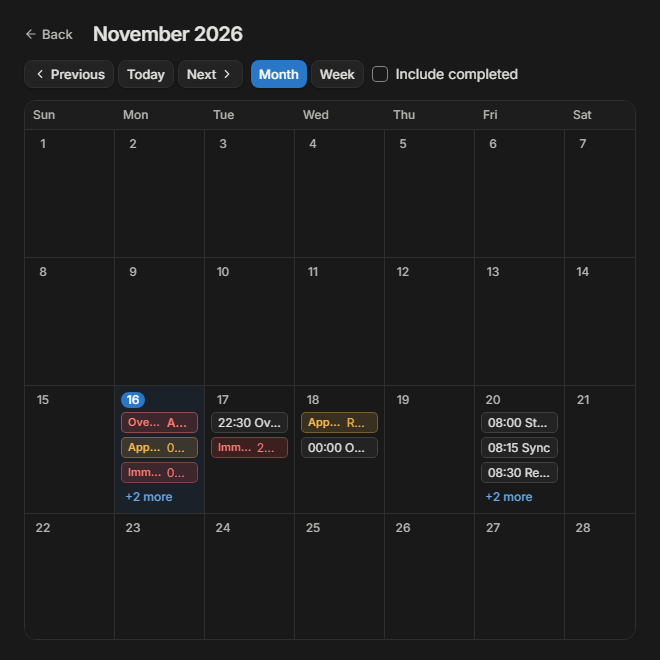 ← Back November 2026
Previous Today Next Month Week Include completed
Sun Mon Tue Wed Thu Fri Sat
1 2 3 4 5 6 7
8 9 10 11 12 13 14
15 16 17 18 19 20 21
Ove... A... 22:30 Ov... App... R... 08:00 St...
App... 0... Imm... 2... 00:00 O... 08:15 Sync
Imm... 0... 08:30 Re...
+2 more +2 more
22 23 24 25 26 27 28